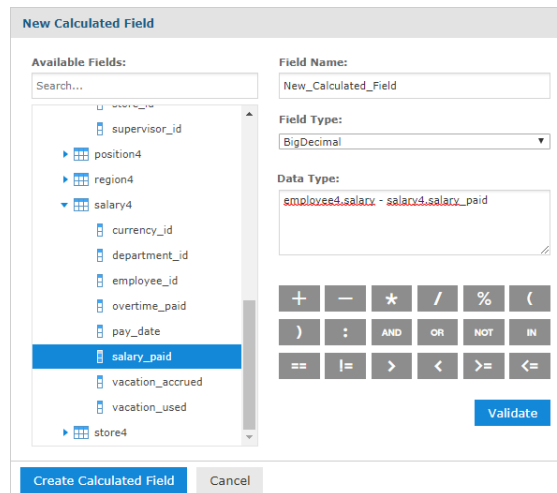 New Calculated Field
Available Fields:
Search...
store_id
supervisor_id
position4
region4
salary4
currency_id
department_id
employee_id
overtime_paid
pay_date
salary_paid
vacation_accrued
vacation_used
store4
Field Name:
New_Calculated_Field
Field Type:
BigDecimal
Data Type:
employee4.salary - salary4.salary_paid
+ − * / % (
) : AND OR NOT IN
== != > < >= <=
Validate
Create Calculated Field Cancel